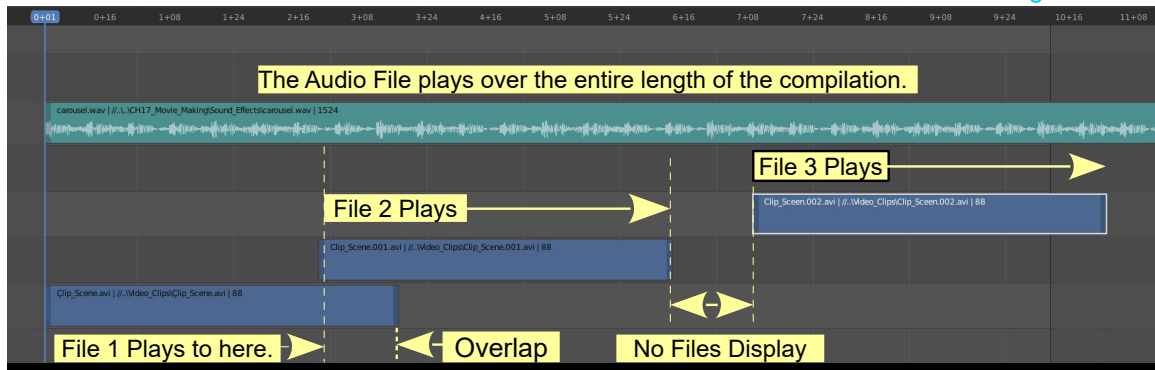 0+01 0+16 1+08 1+24 2+16 3+08 3+24 4+16 5+08 5+24 6+16 7+08 7+24 8+16 9+08 9+24 10+16 11+08
The Audio File plays over the entire length of the compilation.
carousel.wav | //..\..\CH17_Movie_Making\Sound_Effects\carousel.wav | 1524
File 3 Plays
File 2 Plays
Clip_Sceen.002.avi | //..\Video_Clips\Clip_Sceen.002.avi | 88
Clip_Scene.001.avi | //..\Video_Clips\Clip_Scene.001.avi | 88
Clip_Scene.avi | //..\Video_Clips\Clip_Scene.avi | 88
File 1 Plays to here.
Overlap
No Files Display